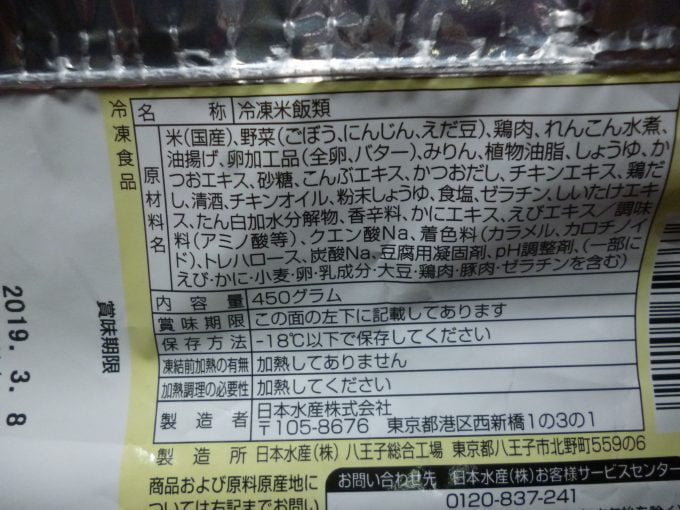 冷凍食品
名 称 冷凍米飯類
原材料名
米(国産)、野菜(ごぼう、にんじん、えだ豆)、鶏肉、れんこん水煮、
油揚げ、卵加工品(全卵、バター)、みりん、植物油脂、しょうゆ、か
つおエキス、砂糖、こんぶエキス、かつおだし、チキンエキス、鶏だ
し、清酒、チキンオイル、粉末しょうゆ、食塩、ゼラチン、しいたけエキ
ス、たん白加水分解物、香辛料、かにエキス、えびエキス/調味
料(アミノ酸等)、クエン酸Na、着色料(カラメル、カロチノイ
ド)、トレハロース、炭酸Na、豆腐用凝固剤、pH調整剤、(一部に
えび・かに・小麦・卵・乳成分・大豆・鶏肉・豚肉・ゼラチンを含む)
内 容 量 450グラム
賞味期限 この面の左下に記載してあります
保存方法 -18℃以下で保存してください
凍結前加熱の有無 加熱してありません
加熱調理の必要性 加熱してください
製 造 者 日本水産株式会社
〒105-8676 東京都港区西新橋1の3の1
製 造 所 日本水産(株)八王子総合工場 東京都八王子市北野町559の6
賞味期限
2019. 3. 8
商品および原料原産地に
ついては右記までお問い
お問い合わせ先 日本水産(株)お客様サービスセンター
0120-837-241